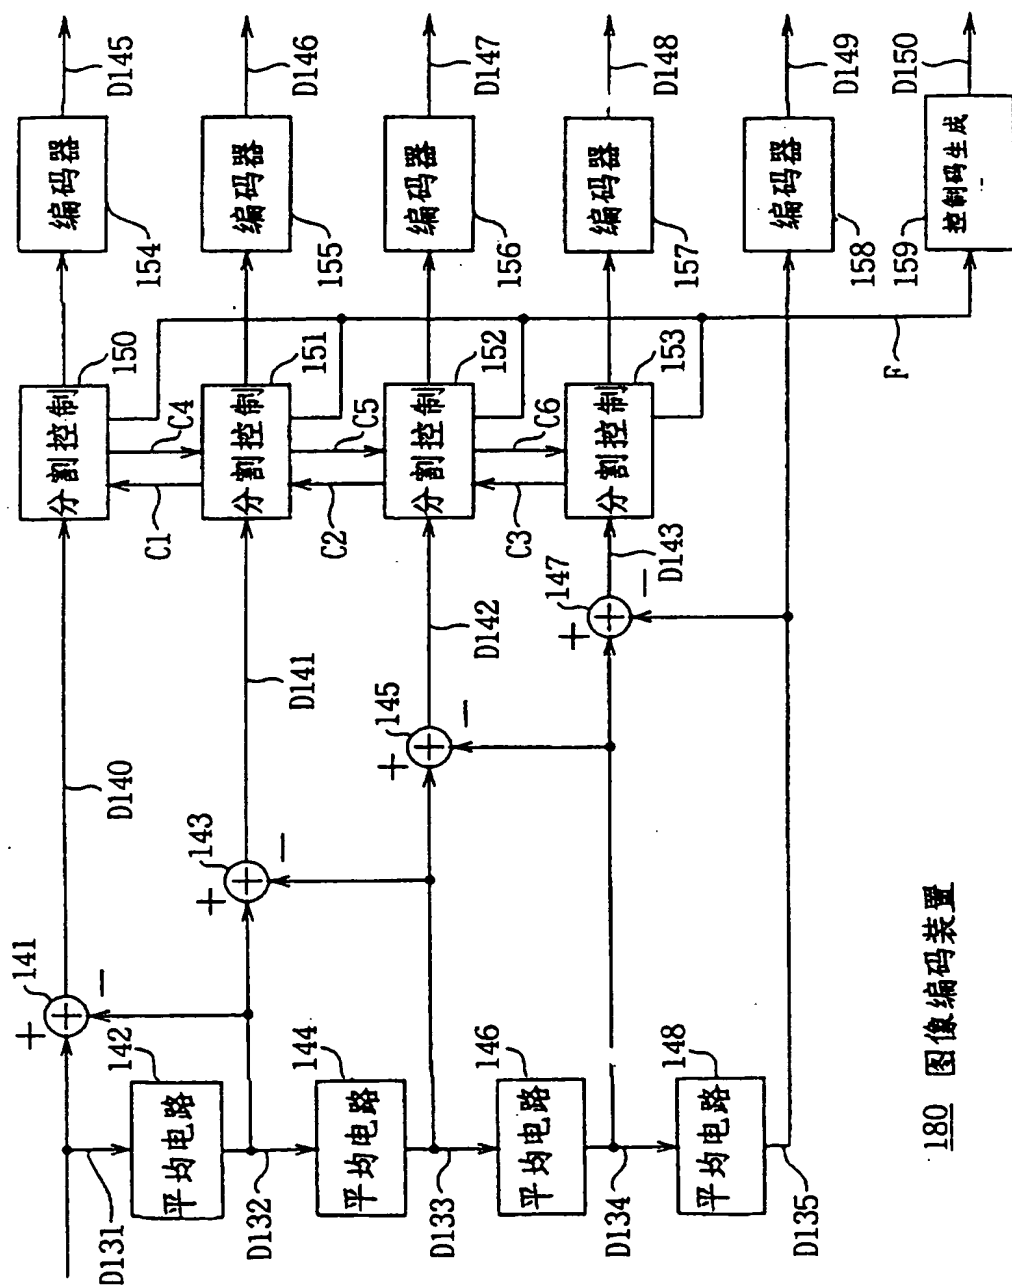 D131
平均电路
142
D132
平均电路
144
D133
平均电路
146
D134
平均电路
148
D135
+
141
−
D140
+
143
−
D141
+
145
−
D142
+
147
−
D143
分割控制
150
C1
C4
分割控制
151
C2
C5
分割控制
152
C3
C6
分割控制
153
F
编码器
154
D145
编码器
155
D146
编码器
156
D147
编码器
157
D148
编码器
158
D149
控制码生成
159
D150
180 图像编码装置